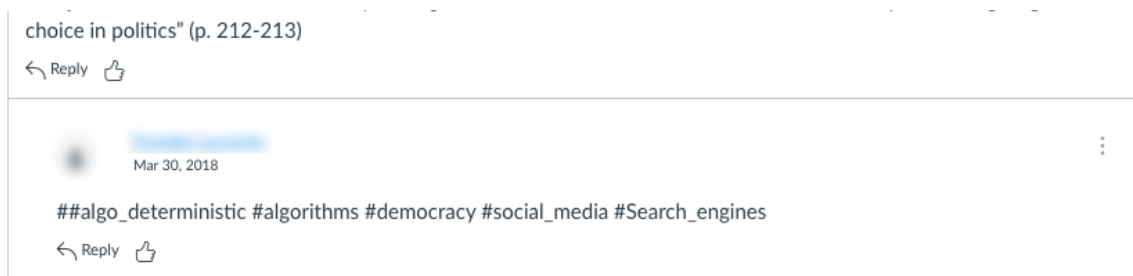 choice in politics” (p. 212-213)
Reply
Mar 30, 2018
##algo_deterministic #algorithms #democracy #social_media #Search_engines
Reply